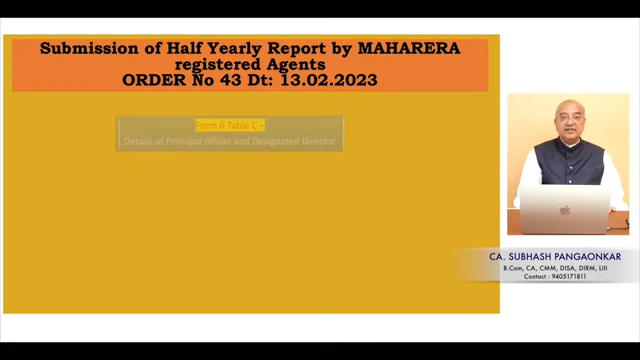 Submission of Half Yearly Report by MAHARERA
registered Agents
ORDER No 43 Dt: 13.02.2023
Form 6 Table C –
Details of Principal officer and Designated Director
CA. SUBHASH PANGAONKAR
B.Com, CA, CMM, DISA, DIRM, LIII
Contact : 9405171811